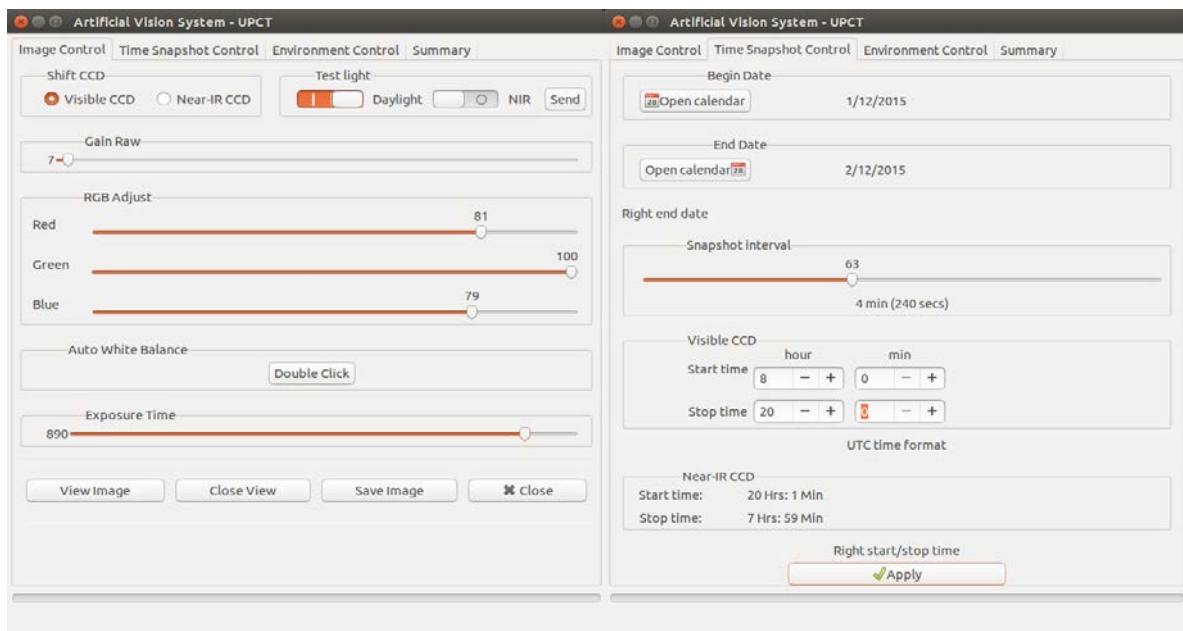 Artificial Vision System - UPCT
Image Control Time Snapshot Control Environment Control Summary
Shift CCD
Visible CCD Near-IR CCD
Test light
Daylight NIR Send
Gain Raw
7
RGB Adjust
Red 81
Green 100
Blue 79
Auto White Balance
Double Click
Exposure Time
890
View Image Close View Save Image Close
Artificial Vision System - UPCT
Image Control Time Snapshot Control Environment Control Summary
Begin Date
28 Open calendar 1/12/2015
End Date
Open calendar 28 2/12/2015
Right end date
Snapshot interval
63
4 min (240 secs)
Visible CCD
hour min
Start time 8 - + 0 - +
Stop time 20 - + 0 - +
UTC time format
Near-IR CCD
Start time: 20 Hrs: 1 Min
Stop time: 7 Hrs: 59 Min
Right start/stop time
Apply